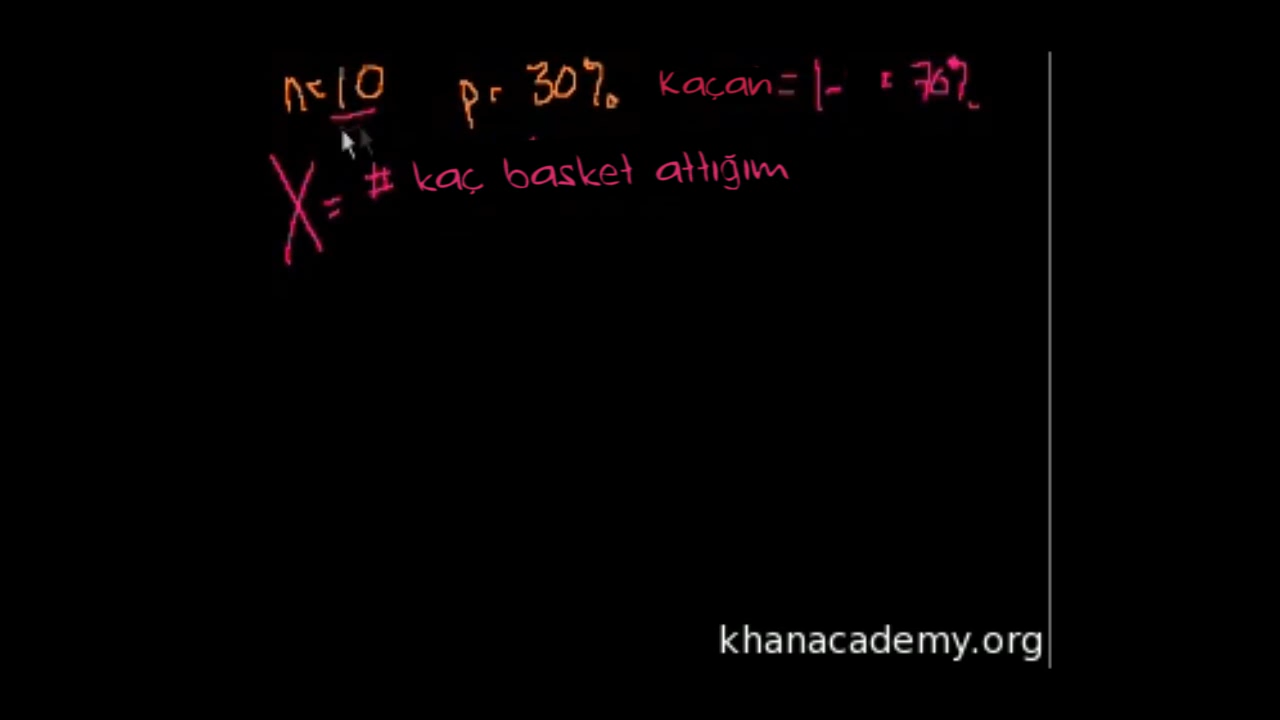 n=10 p= 30% kaçan = 1- = 70%
X = # kaç basket attığım
khanacademy.org